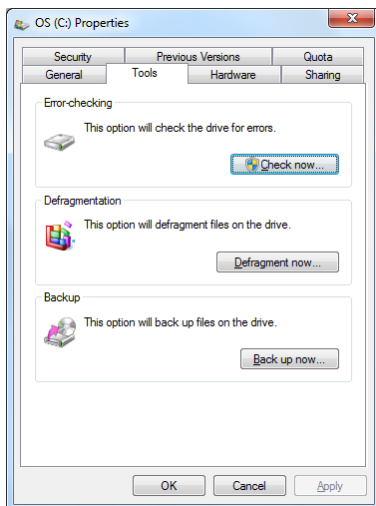 OS (C:) Properties
Security Previous Versions Quota
General Tools Hardware Sharing
Error-checking
This option will check the drive for errors.
Check now...
Defragmentation
This option will defragment files on the drive.
Defragment now...
Backup
This option will back up files on the drive.
Back up now...
OK Cancel Apply